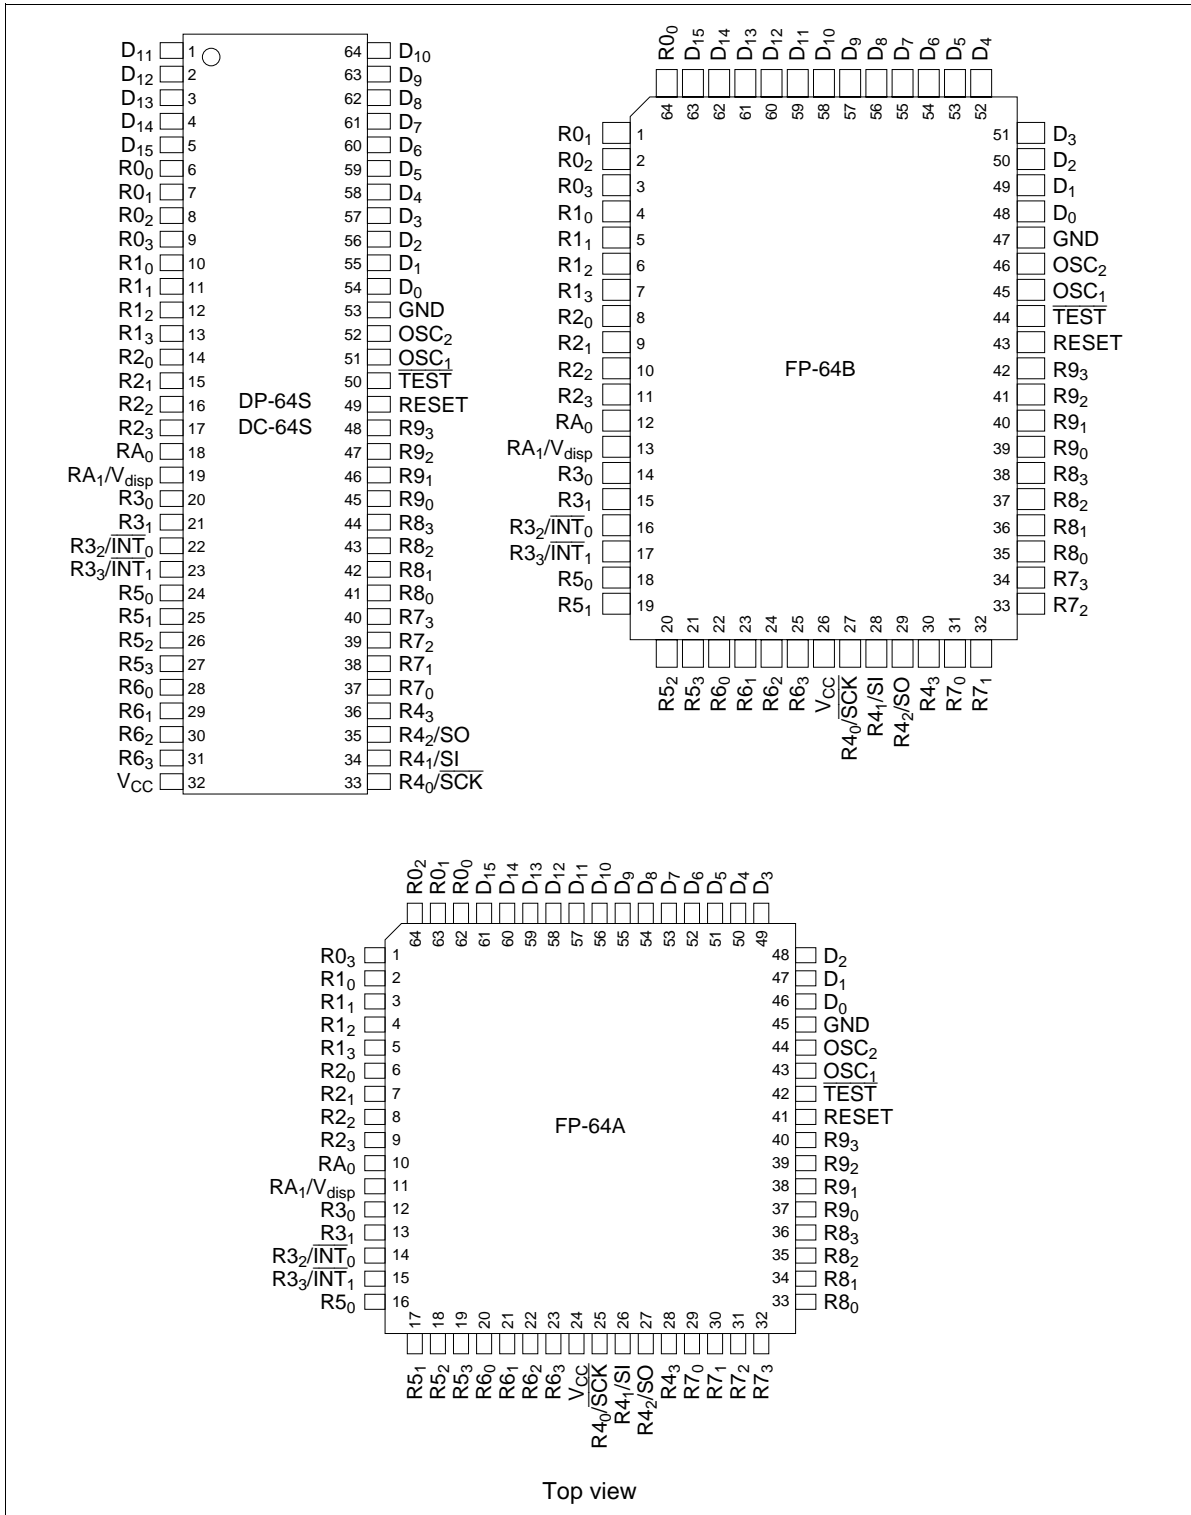 D11 1 64 D10
D12 2 63 D9
D13 3 62 D8
D14 4 61 D7
D15 5 60 D6
R00 6 59 D5
R01 7 58 D4
R02 8 57 D3
R03 9 56 D2
R10 10 55 D1
R11 11 54 D0
R12 12 53 GND
R13 13 52 OSC2
R20 14 51 OSC1
R21 15 50 TEST
R22 16 49 RESET
R23 17 48 R93
RA0 18 47 R92
RA1/Vdisp 19 46 R91
R30 20 45 R90
R31 21 44 R83
R32/INT0 22 43 R82
R33/INT1 23 42 R81
R50 24 41 R80
R51 25 40 R73
R52 26 39 R72
R53 27 38 R71
R60 28 37 R70
R61 29 36 R43
R62 30 35 R42/SO
R63 31 34 R41/SI
VCC 32 33 R40/SCK
DP-64S
DC-64S
R00 D15 D14 D13 D12 D11 D10 D9 D8 D7 D6 D5 D4
64 63 62 61 60 59 58 57 56 55 54 53 52
R01 1 51 D3
R02 2 50 D2
R03 3 49 D1
R10 4 48 D0
R11 5 47 GND
R12 6 46 OSC2
R13 7 45 OSC1
R20 8 44 TEST
R21 9 43 RESET
R22 10 42 R93
R23 11 41 R92
RA0 12 40 R91
RA1/Vdisp 13 39 R90
R30 14 38 R83
R31 15 37 R82
R32/INT0 16 36 R81
R33/INT1 17 35 R80
R50 18 34 R73
R51 19 33 R72
FP-64B
20 21 22 23 24 25 26 27 28 29 30 31 32
R52 R53 R60 R61 R62 R63 VCC R40/SCK R41/SI R42/SO R43 R70 R71
R02 R01 R00 D15 D14 D13 D12 D11 D10 D9 D8 D7 D6 D5 D4 D3
64 63 62 61 60 59 58 57 56 55 54 53 52 51 50 49
R03 1 48 D2
R10 2 47 D1
R11 3 46 D0
R12 4 45 GND
R13 5 44 OSC2
R20 6 43 OSC1
R21 7 42 TEST
R22 8 41 RESET
R23 9 40 R93
RA0 10 39 R92
RA1/Vdisp 11 38 R91
R30 12 37 R90
R31 13 36 R83
R32/INT0 14 35 R82
R33/INT1 15 34 R81
R50 16 33 R80
FP-64A
17 18 19 20 21 22 23 24 25 26 27 28 29 30 31 32
R51 R52 R53 R60 R61 R62 R63 VCC R40/SCK R41/SI R42/SO R43 R70 R71 R72 R73
Top view